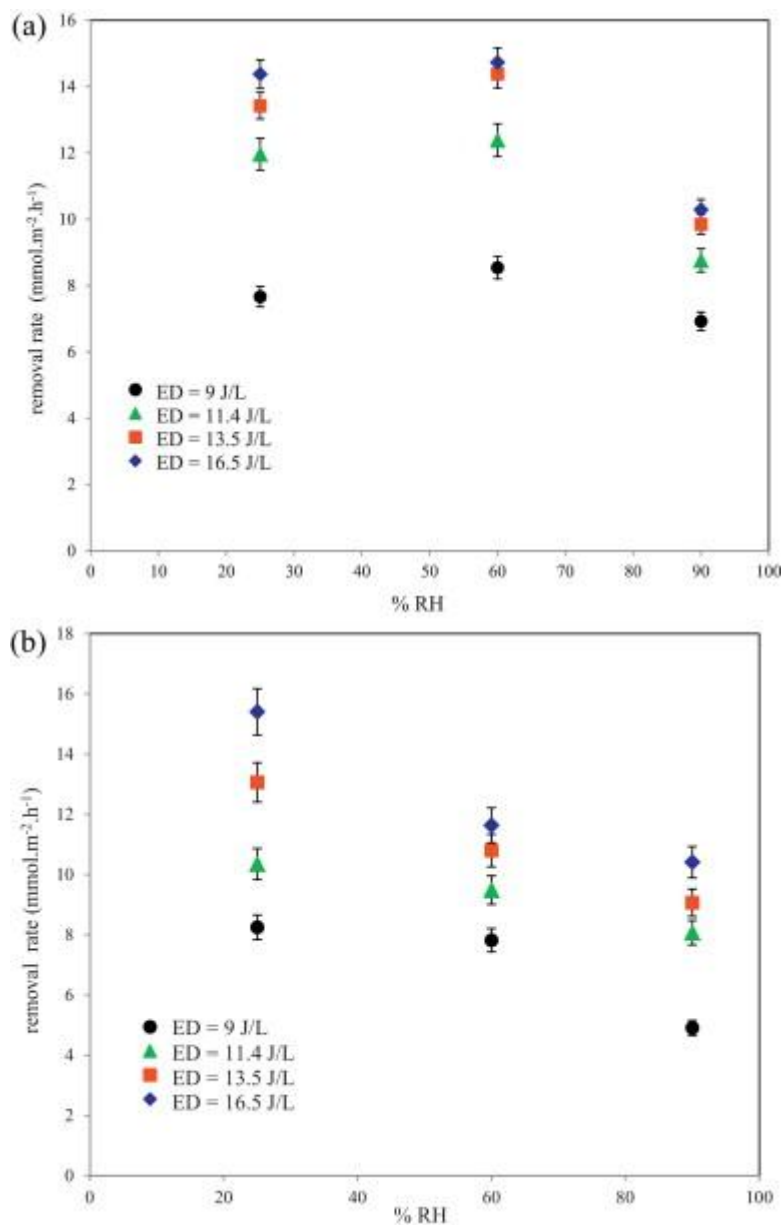 (a)
16
14
12
10
8
6
4
2
0
removal rate (mmol.m-2.h-1)
ED = 9 J/L
ED = 11.4 J/L
ED = 13.5 J/L
ED = 16.5 J/L
0 10 20 30 40 50 60 70 80 90 100
% RH
(b)
18
16
14
12
10
8
6
4
2
0
removal rate (mmol.m-2.h-1)
ED = 9 J/L
ED = 11.4 J/L
ED = 13.5 J/L
ED = 16.5 J/L
0 20 40 60 80 100
% RH